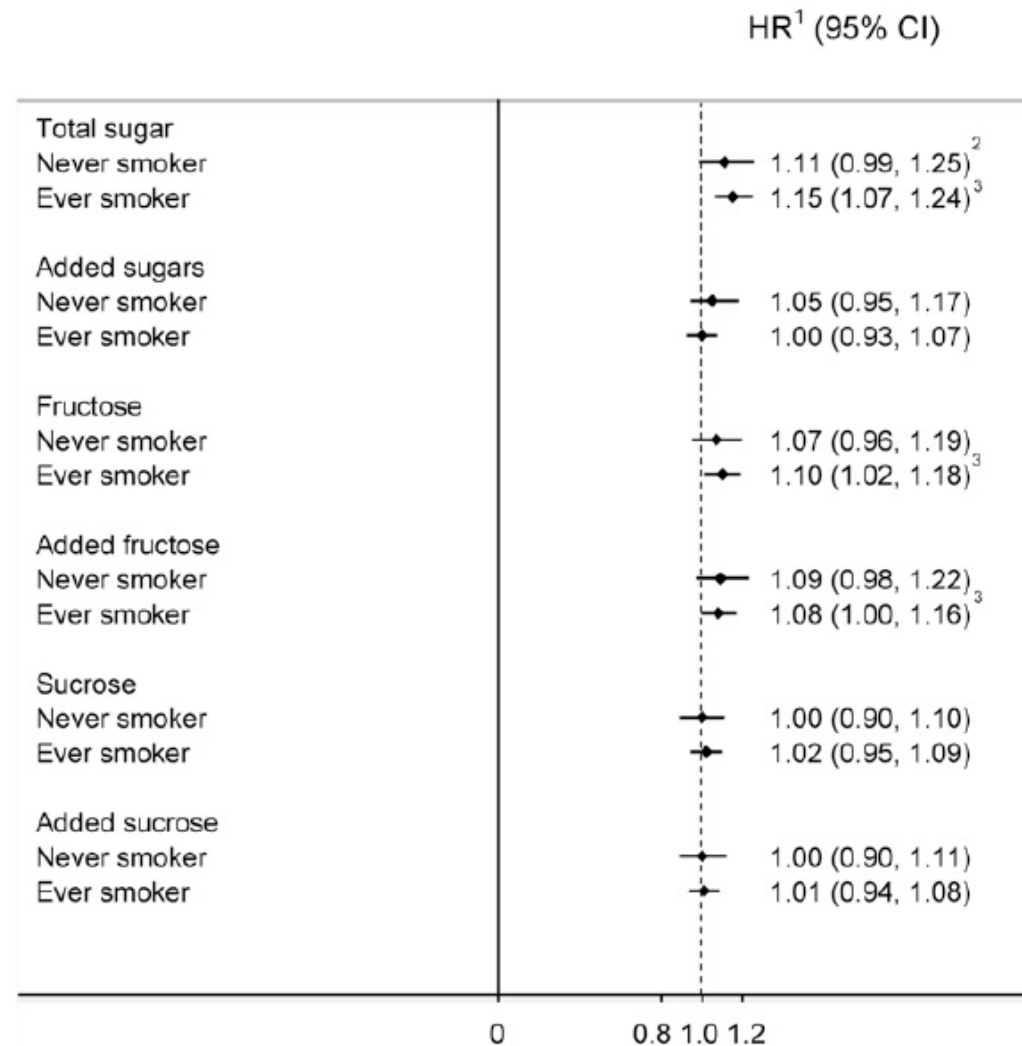 HR¹ (95% CI)
Total sugar
Never smoker 1.11 (0.99, 1.25)²
Ever smoker 1.15 (1.07, 1.24)³
Added sugars
Never smoker 1.05 (0.95, 1.17)
Ever smoker 1.00 (0.93, 1.07)
Fructose
Never smoker 1.07 (0.96, 1.19)
Ever smoker 1.10 (1.02, 1.18)³
Added fructose
Never smoker 1.09 (0.98, 1.22)
Ever smoker 1.08 (1.00, 1.16)³
Sucrose
Never smoker 1.00 (0.90, 1.10)
Ever smoker 1.02 (0.95, 1.09)
Added sucrose
Never smoker 1.00 (0.90, 1.11)
Ever smoker 1.01 (0.94, 1.08)
0 0.8 1.0 1.2